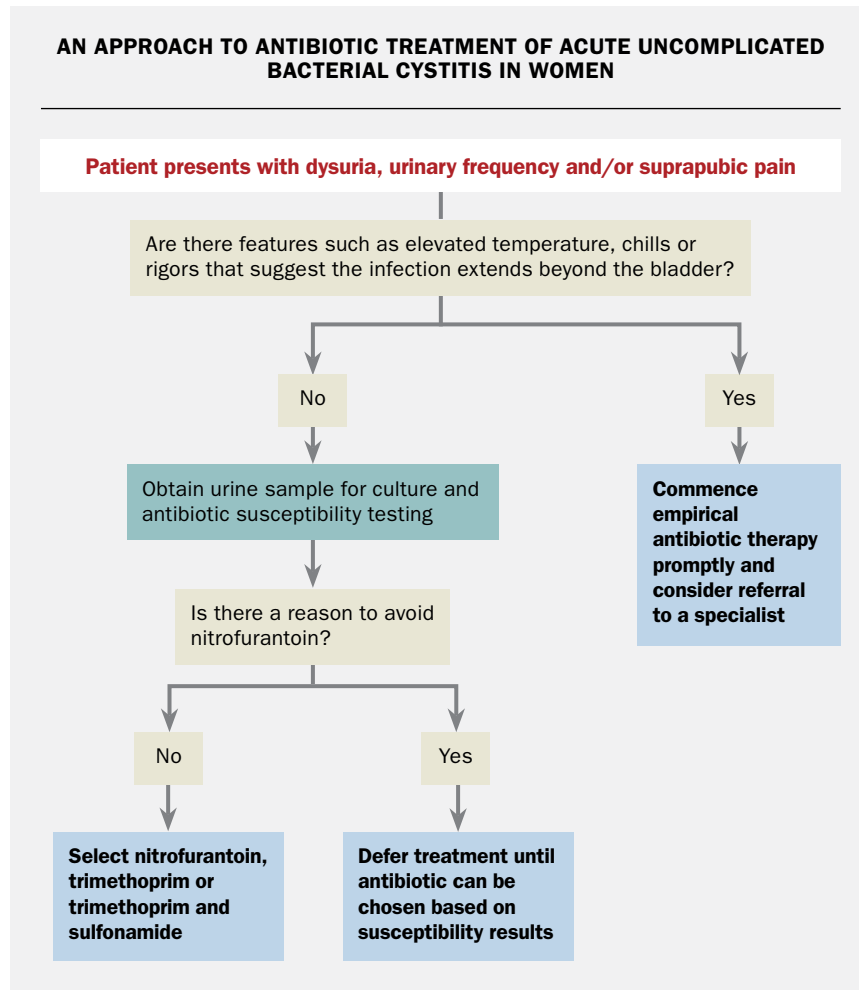 AN APPROACH TO ANTIBIOTIC TREATMENT OF ACUTE UNCOMPLICATED
BACTERIAL CYSTITIS IN WOMEN
Patient presents with dysuria, urinary frequency and/or suprapubic pain
Are there features such as elevated temperature, chills or
rigors that suggest the infection extends beyond the bladder?
No
Yes
Obtain urine sample for culture and
antibiotic susceptibility testing
Commence
empirical
antibiotic therapy
promptly and
consider referral
to a specialist
Is there a reason to avoid
nitrofurantoin?
No
Yes
Select nitrofurantoin,
trimethoprim or
trimethoprim and
sulfonamide
Defer treatment until
antibiotic can be
chosen based on
susceptibility results